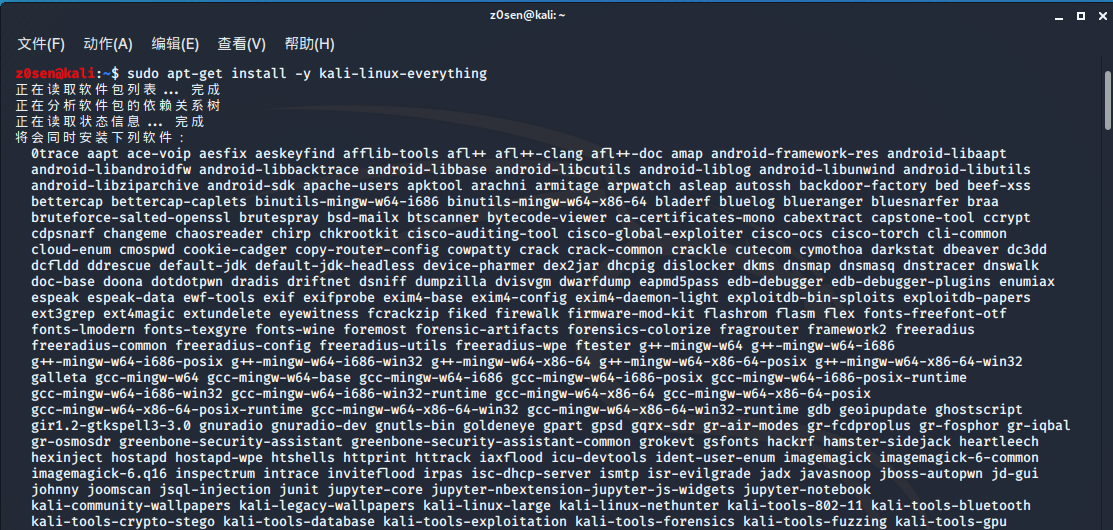 z0sen@kali: ~
文件(F) 动作(A) 编辑(E) 查看(V) 帮助(H)
z0sen@kali:~$ sudo apt-get install -y kali-linux-everything
正在读取软件包列表... 完成
正在分析软件包的依赖关系树
正在读取状态信息... 完成
将会同时安装下列软件：
0trace aapt ace-voip aesfix aeskeyfind afflib-tools afl++ afl++-clang afl++-doc amap android-framework-res android-libaapt
android-libandroidfw android-libbacktrace android-libbase android-libcutils android-liblog android-libunwind android-libutils
android-libziparchive android-sdk apache-users apktool arachni armitage arpwatch asleap autossh backdoor-factory bed beef-xss
bettercap bettercap-caplets binutils-mingw-w64-i686 binutils-mingw-w64-x86-64 bladerf bluelog blueranger bluesnarfer braa
bruteforce-salted-openssl brutespray bsd-mailx btscanner bytecode-viewer ca-certificates-mono cabextract capstone-tool ccrypt
cdpsnarf changeme chaosreader chirp chkrootkit cisco-auditing-tool cisco-global-exploiter cisco-ocs cisco-torch cli-common
cloud-enum cmospwd cookie-cadger copy-router-config cowpatty crack crack-common crackle cutecom cymothoa darkstat dbeaver dc3dd
dcfldd ddrescue default-jdk default-jdk-headless device-pharmer dex2jar dhcpig dislocker dkms dnsmap dnsmasq dnstracer dnswalk
doc-base doona dotdotpwn dradis driftnet dsniff dumpzilla dvisvgm dwarfdump eapmd5pass edb-debugger edb-debugger-plugins enumiax
espeak espeak-data ewf-tools exif exifprobe exim4-base exim4-config exim4-daemon-light exploitdb-bin-sploits exploitdb-papers
ext3grep ext4magic extundelete eyewitness fcrackzip fiked firewalk firmware-mod-kit flashrom flasm flex fonts-freefont-otf
fonts-lmodern fonts-texgyre fonts-wine foremost forensic-artifacts forensics-colorize fragrouter framework2 freeradius
freeradius-common freeradius-config freeradius-utils freeradius-wpe ftester g++-mingw-w64 g++-mingw-w64-i686
g++-mingw-w64-i686-posix g++-mingw-w64-i686-win32 g++-mingw-w64-x86-64 g++-mingw-w64-x86-64-posix g++-mingw-w64-x86-64-win32
galleta gcc-mingw-w64 gcc-mingw-w64-base gcc-mingw-w64-i686 gcc-mingw-w64-i686-posix gcc-mingw-w64-i686-posix-runtime
gcc-mingw-w64-i686-win32 gcc-mingw-w64-i686-win32-runtime gcc-mingw-w64-x86-64 gcc-mingw-w64-x86-64-posix
gcc-mingw-w64-x86-64-posix-runtime gcc-mingw-w64-x86-64-win32 gcc-mingw-w64-x86-64-win32-runtime gdb geoipupdate ghostscript
gir1.2-gtkspell3-3.0 gnuradio gnuradio-dev gnutls-bin goldeneye gpart gpsd gqrx-sdr gr-air-modes gr-fcdproplus gr-fosphor gr-iqbal
gr-osmosdr greenbone-security-assistant greenbone-security-assistant-common grokevt gsfonts hackrf hamster-sidejack heartleech
hexinject hostapd hostapd-wpe htshells httprint httrack iaxflood icu-devtools ident-user-enum imagemagick imagemagick-6-common
imagemagick-6.q16 inspectrum intrace inviteflood irpas isc-dhcp-server ismtp isr-evilgrade jadx javasnoop jboss-autopwn jd-gui
johnny joomscan jsql-injection junit jupyter-core jupyter-nbextension-jupyter-js-widgets jupyter-notebook
kali-community-wallpapers kali-legacy-wallpapers kali-linux-large kali-linux-nethunter kali-tools-802-11 kali-tools-bluetooth
kali-tools-crypto-stego kali-tools-database kali-tools-exploitation kali-tools-forensics kali-tools-fuzzing kali-tools-gpu